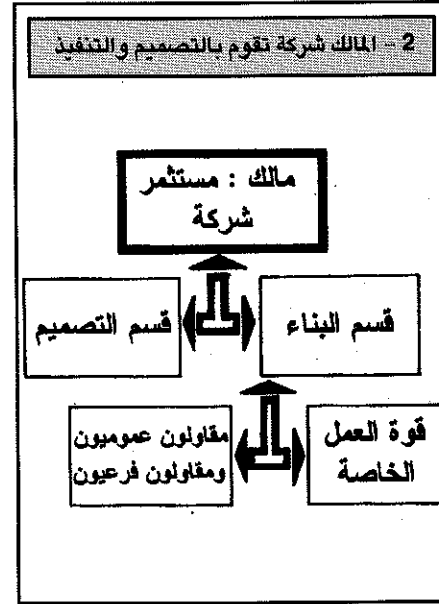 2 - المالك شركة تقوم بالتصميم والتنفيذ
مالك : مستثمر
شركة
قسم البناء
قسم التصميم
قوة العمل
الخاصة
مقاولون عموميون
ومقاولون فرعيون